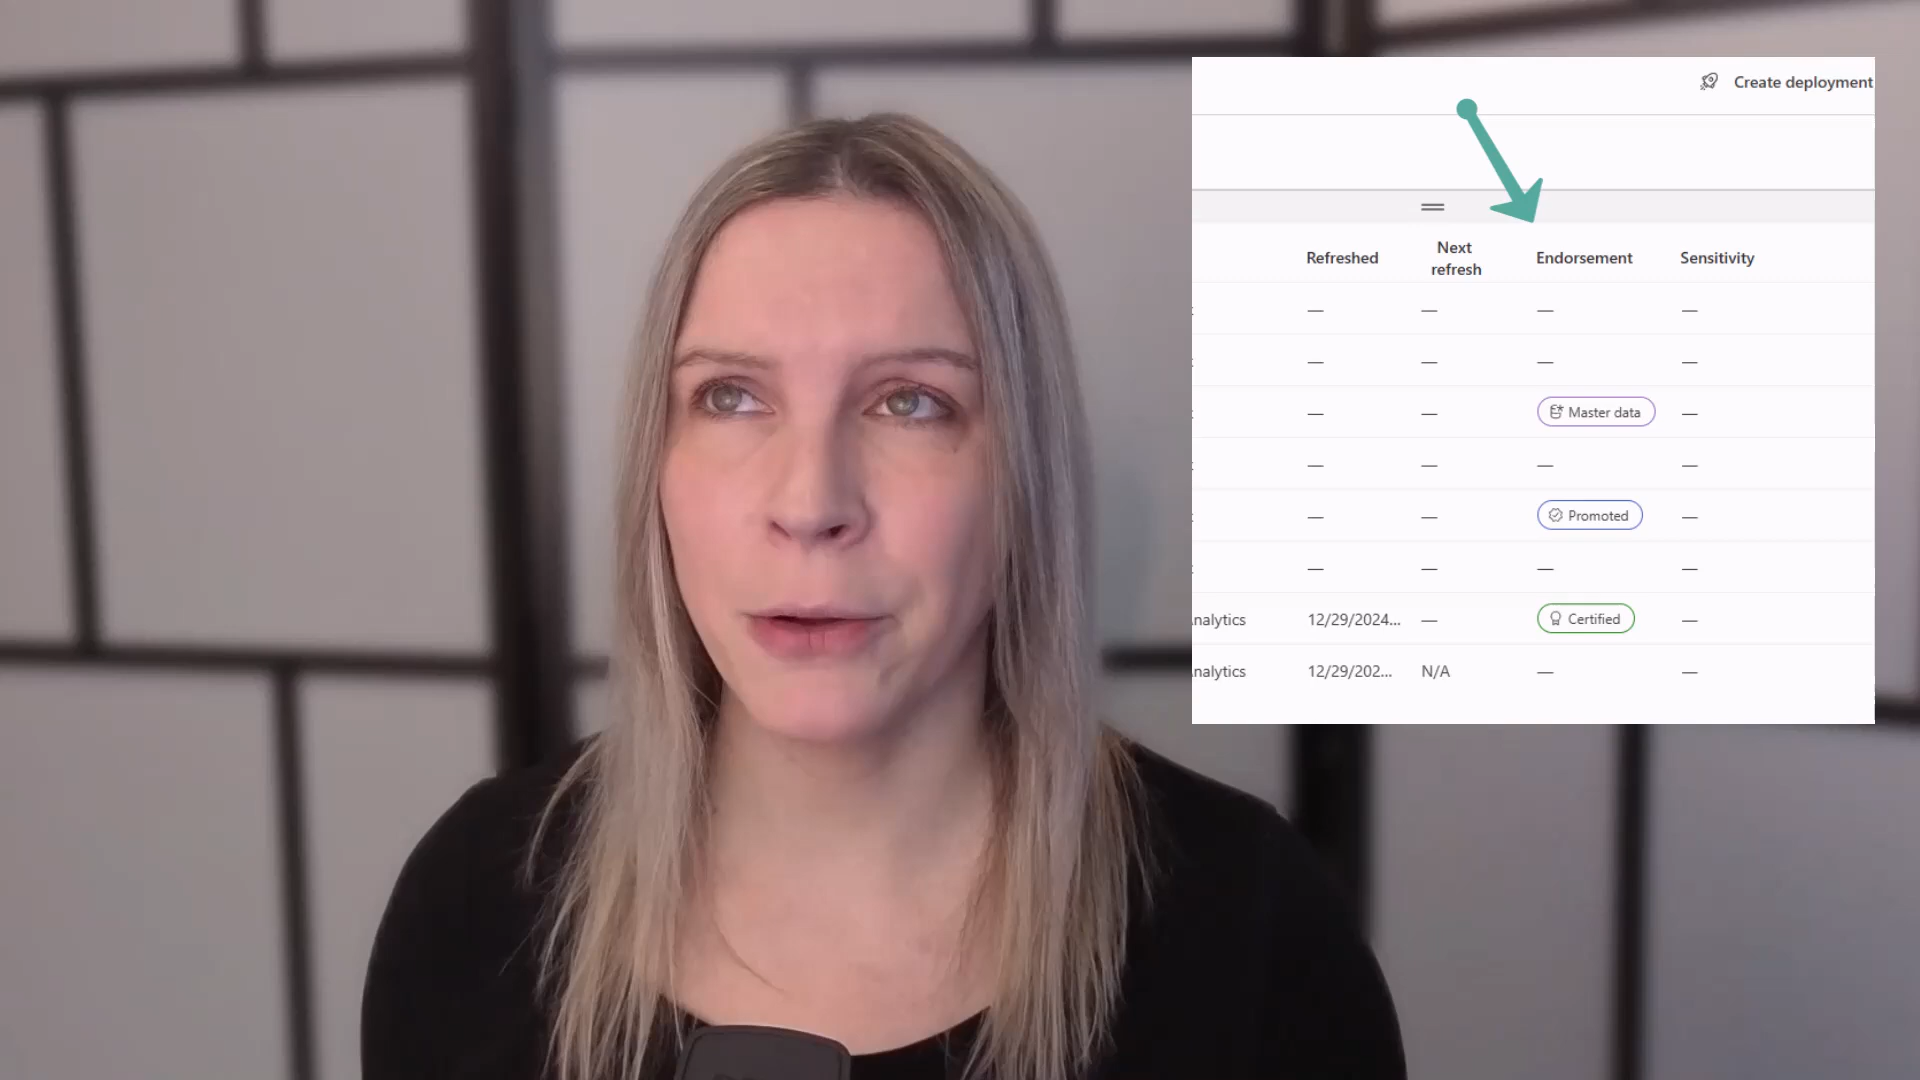 Create deployment
Refreshed Next refresh Endorsement Sensitivity
— — — —
— — — —
— — Master data —
— — — —
— — Promoted —
— — — —
nalytics 12/29/2024... — Certified —
nalytics 12/29/202... N/A — —